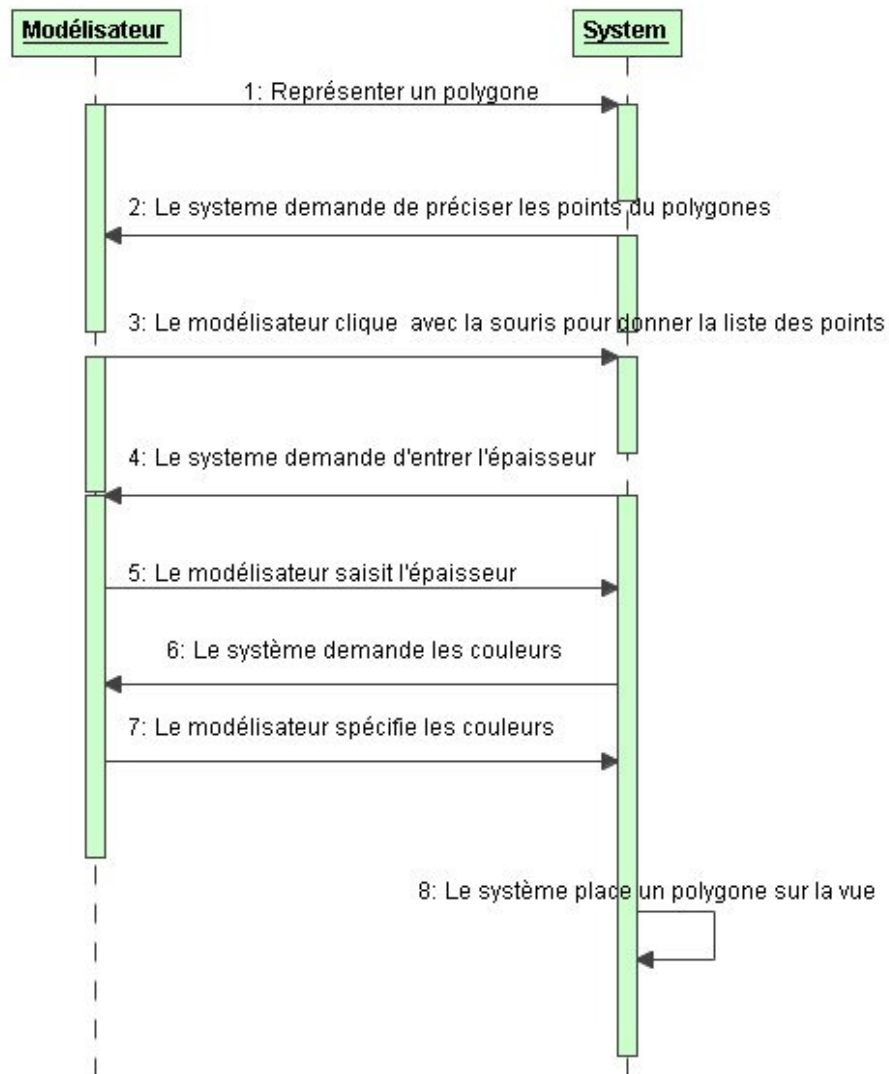 Modélisateur
System
1: Représenter un polygone
2: Le systeme demande de préciser les points du polygones
3: Le modélisateur clique  avec la souris pour donner la liste des points
4: Le systeme demande d'entrer l'épaisseur
5: Le modélisateur saisit l'épaisseur
6: Le système demande les couleurs
7: Le modélisateur spécifie les couleurs
8: Le système place un polygone sur la vue